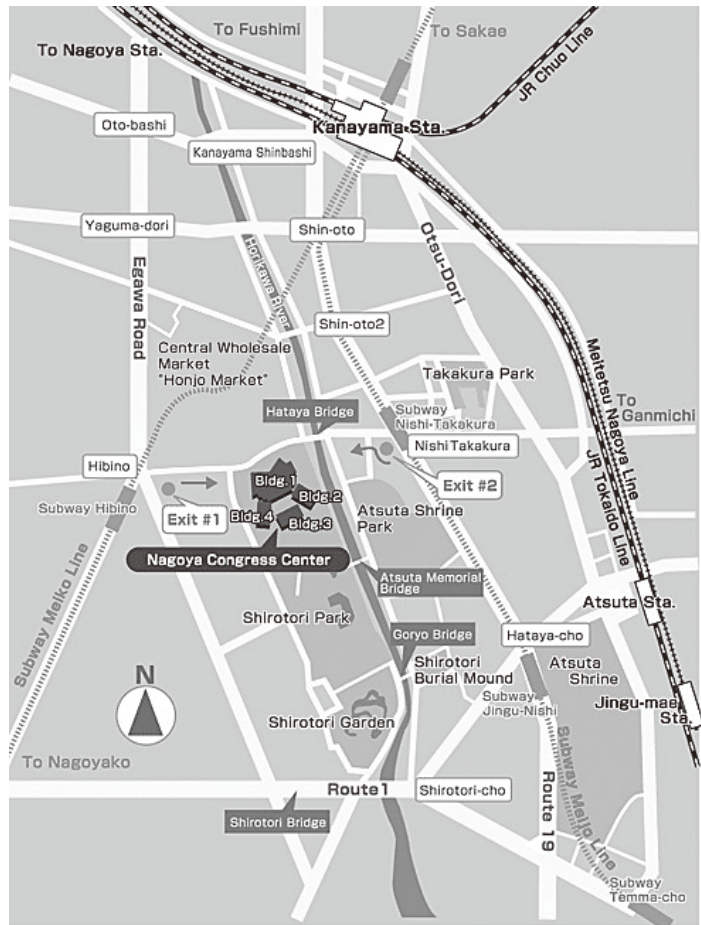 To Fushimi
To Sakae
To Nagoya Sta.
JR Chuo Line
Oto-bashi
Kanayama Sta.
Kanayama Shinbashi
Yaguma-dori
Shin-oto
Otsu-Dori
Egawa Road
Horikawa River
Shin-oto2
Central Wholesale
Market
"Honjo Market"
Takakura Park
Meitetsu Nagoya Line
JR Tokaido Line
To
Ganmichi
Hataya Bridge
Subway
Nishi-Takakura
Nishi Takakura
Hibino
Bldg.1
Bldg.2
Bldg.4
Bldg.3
Exit #2
Subway Hibino
Exit #1
Atsuta Shrine
Park
Nagoya Congress Center
Atsuta Memorial
Bridge
Subway Meiko Line
Atsuta Sta.
Shirotori Park
Goryo Bridge
Hataya-cho
Shirotori
Burial Mound
Atsuta
Shrine
N
Subway
Jingu-Nishi
Jingu-mae
Sta.
Shirotori Garden
To Nagoyako
Route1
Shirotori-cho
Shirotori Bridge
Route 19
Subway Meijo Line
Subway
Temma-cho